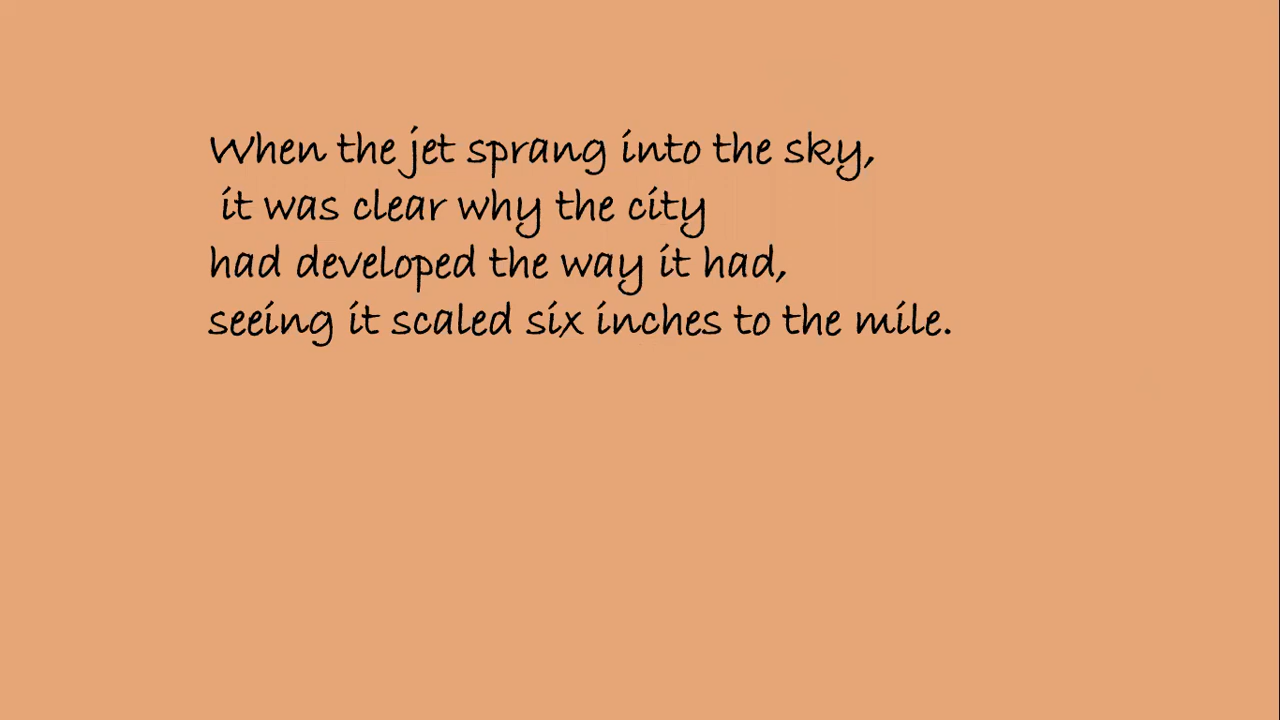 When the jet sprang into the sky,
it was clear why the city
had developed the way it had,
seeing it scaled six inches to the mile.